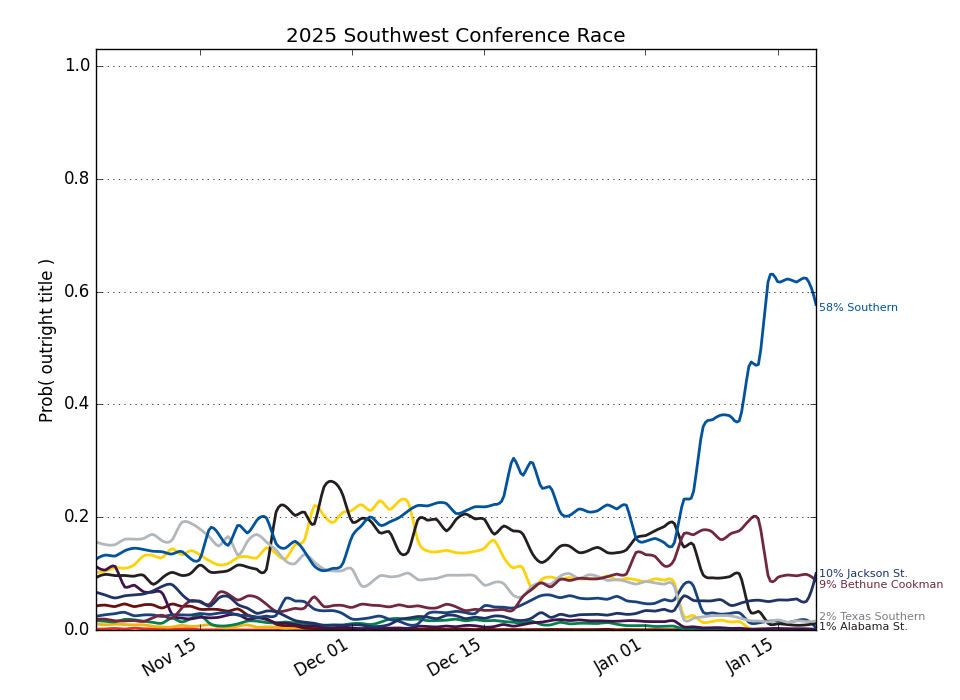 2025 Southwest Conference Race
Prob( outright title )
1.0
0.8
0.6
0.4
0.2
0.0
Nov 15
Dec 01
Dec 15
Jan 01
Jan 15
58% Southern
10% Jackson St.
9% Bethune Cookman
2% Texas Southern
1% Alabama St.